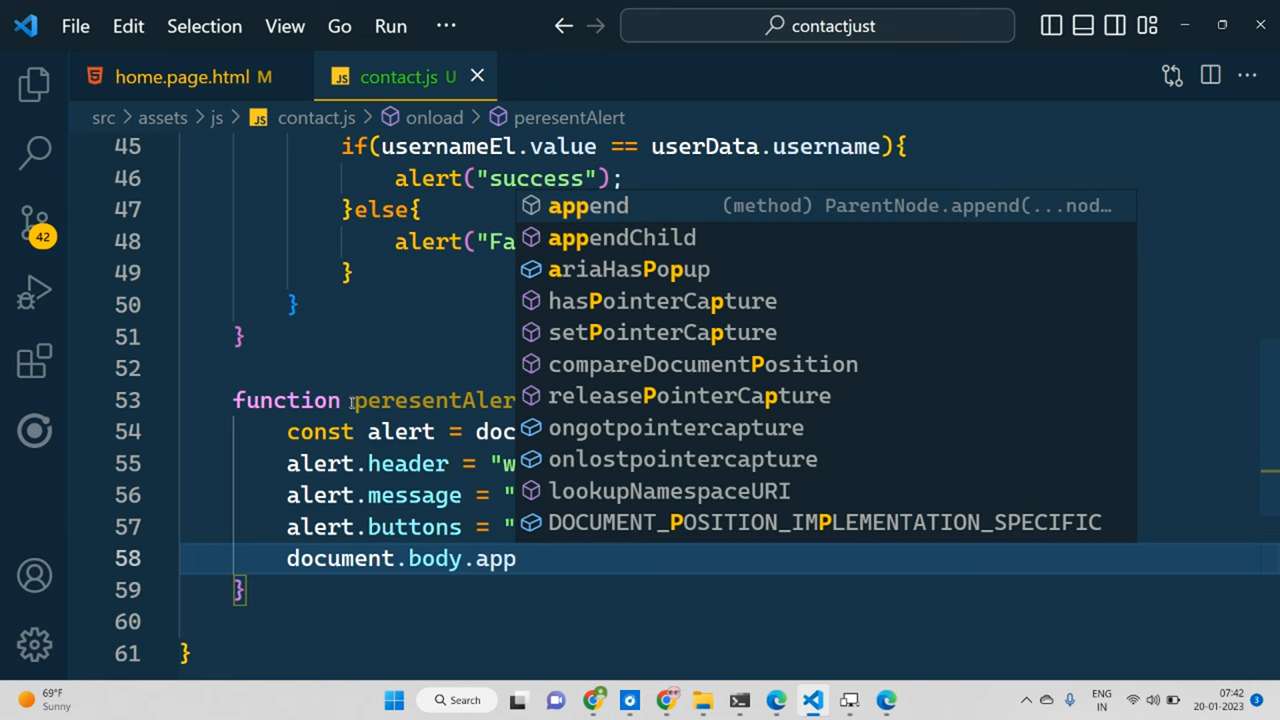 File Edit Selection View Go Run ··· contactjust
home.page.html M contact.js U
src > assets > js > contact.js > onload > peresentAlert
45 if(usernameEl.value == userData.username){
46 alert("success");
47 }else{
48 alert("Fa
49 }
50 }
51 }
52
53 function peresentAler
54 const alert = doc
55 alert.header = "w
56 alert.message = "
57 alert.buttons = "
58 document.body.app
59 }
60
61 }
append (method) ParentNode.append(...nod…
appendChild
ariaHasPopup
hasPointerCapture
setPointerCapture
compareDocumentPosition
releasePointerCapture
ongotpointercapture
onlostpointercapture
lookupNamespaceURI
DOCUMENT_POSITION_IMPLEMENTATION_SPECIFIC
42
69°F
Sunny
Search
ENG
IN
07:42
20-01-2023
3